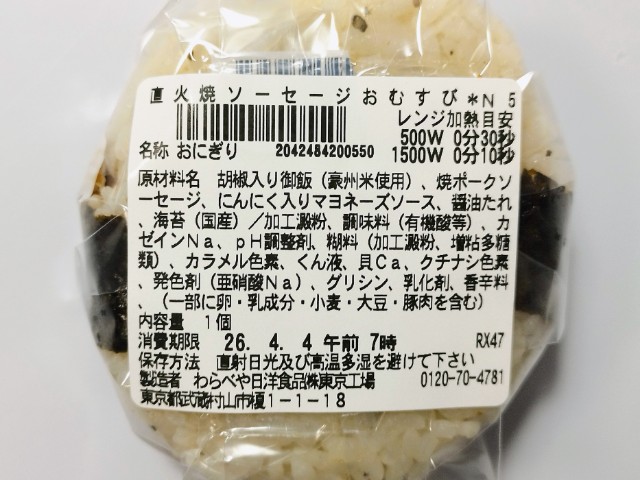 直火焼ソーセージおむすび＊N 5
レンジ加熱目安
500W 0分30秒
名称 おにぎり 2042484200550 1500W 0分10秒
原材料名 胡椒入り御飯（豪州米使用）、焼ポークソ
ーセージ、にんにく入りマヨネーズソース、醤油たれ
、海苔（国産）／加工澱粉、調味料（有機酸等）、カ
ゼインNa、pH調整剤、糊料（加工澱粉、増粘多糖
類）、カラメル色素、くん液、貝Ca、クチナシ色素
、発色剤（亜硝酸Na）、グリシン、乳化剤、香辛料
、（一部に卵・乳成分・小麦・大豆・豚肉を含む）
内容量 1個
消費期限 26. 4. 4 午前 7時 RX47
保存方法 直射日光及び高温多湿を避けて下さい
製造者 わらべや日洋食品㈱東京工場 0120-70-4781
東京都武蔵村山市榎1-1-18